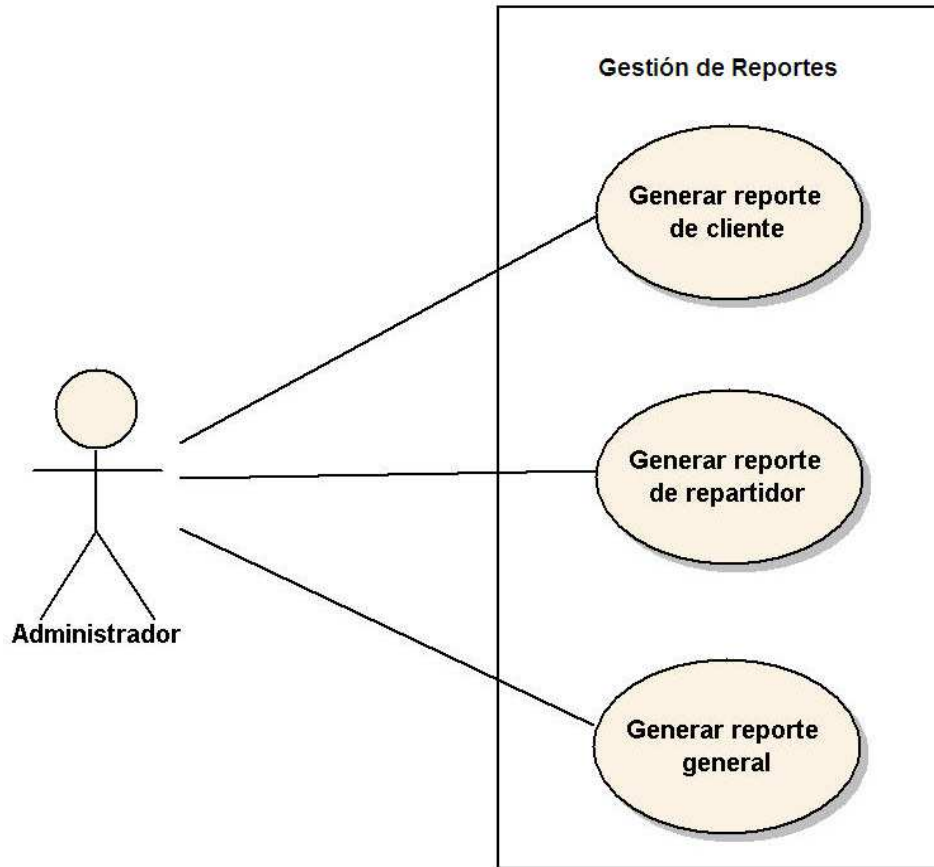 Gestión de Reportes
Generar reporte
de cliente
Generar reporte
de repartidor
Administrador
Generar reporte
general